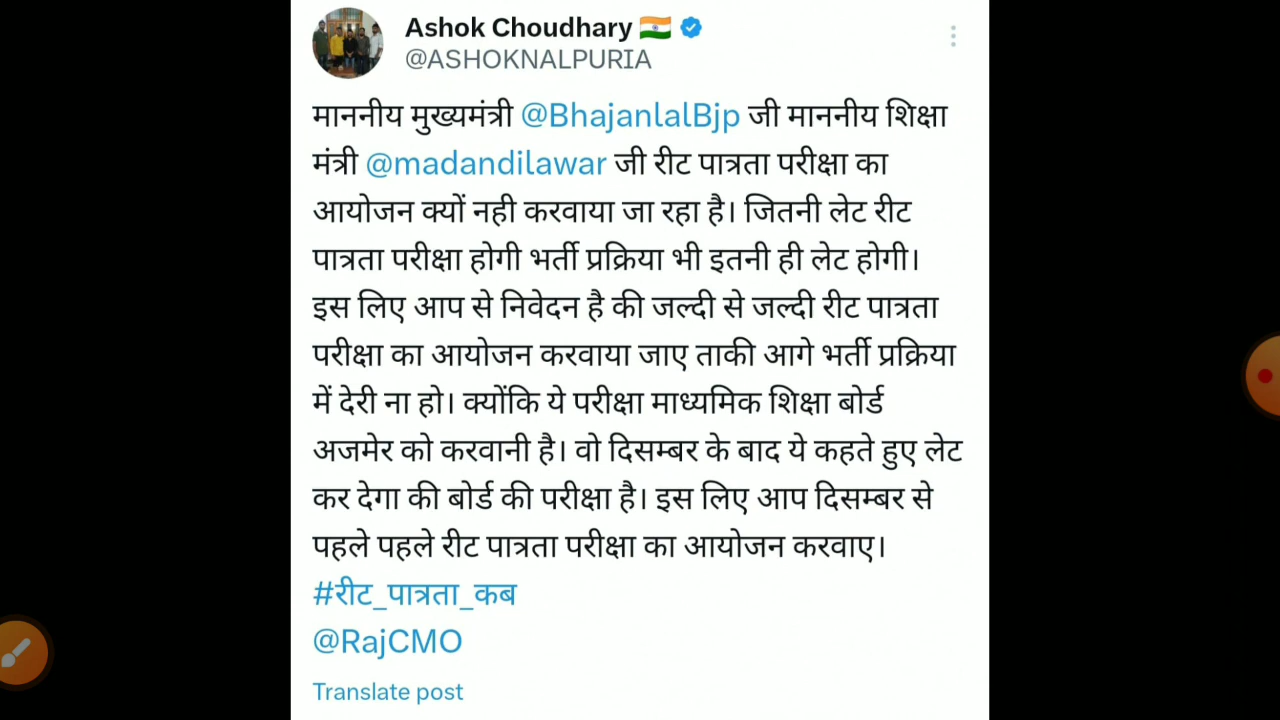 Ashok Choudhary 🇮🇳
@ASHOKNALPURIA
माननीय मुख्यमंत्री @BhajanlalBjp जी माननीय शिक्षा
मंत्री @madandilawar जी रीट पात्रता परीक्षा का
आयोजन क्यों नही करवाया जा रहा है। जितनी लेट रीट
पात्रता परीक्षा होगी भर्ती प्रक्रिया भी इतनी ही लेट होगी।
इस लिए आप से निवेदन है की जल्दी से जल्दी रीट पात्रता
परीक्षा का आयोजन करवाया जाए ताकी आगे भर्ती प्रक्रिया
में देरी ना हो। क्योंकि ये परीक्षा माध्यमिक शिक्षा बोर्ड
अजमेर को करवानी है। वो दिसम्बर के बाद ये कहते हुए लेट
कर देगा की बोर्ड की परीक्षा है। इस लिए आप दिसम्बर से
पहले पहले रीट पात्रता परीक्षा का आयोजन करवाए।
#रीट_पात्रता_कब
@RajCMO
Translate post